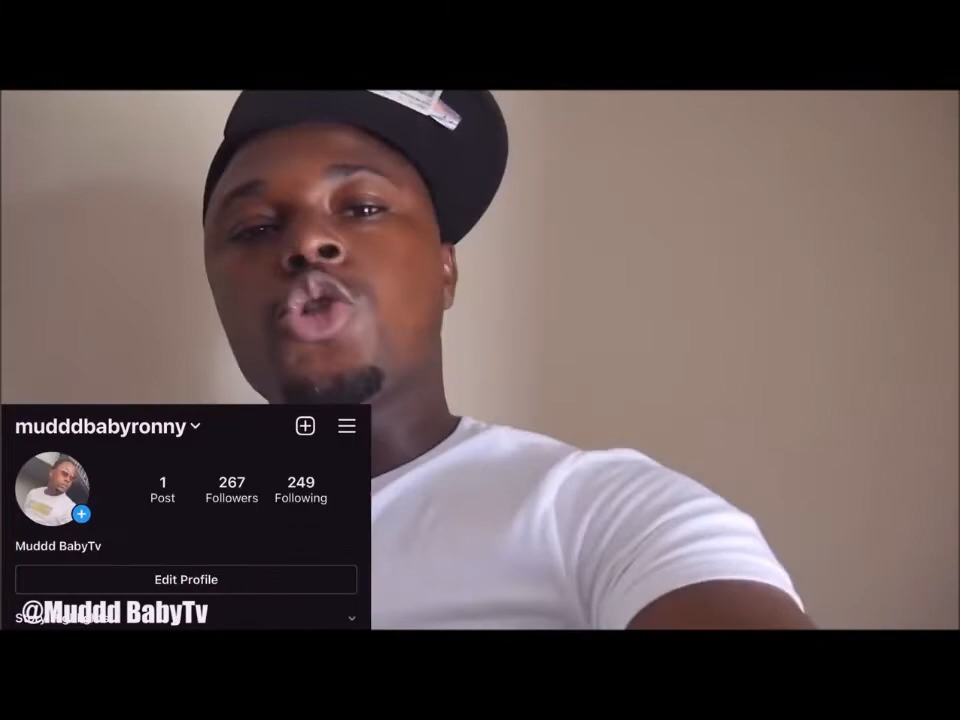 mudddbabyronny
1 267 249
Post Followers Following
Muddd BabyTv
Edit Profile
@Muddd BabyTv